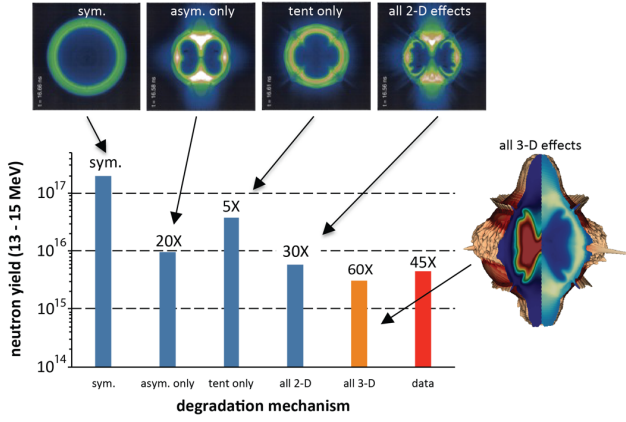 sym.
asym. only
tent only
all 2-D effects
t = 16.66 ns
t = 16.58 ns
t = 16.61 ns
t = 16.56 ns
all 3-D effects
neutron yield (13 - 15 MeV)
10^17
10^16
10^15
10^14
sym.
20X
5X
30X
60X
45X
sym.
asym. only
tent only
all 2-D
all 3-D
data
degradation mechanism